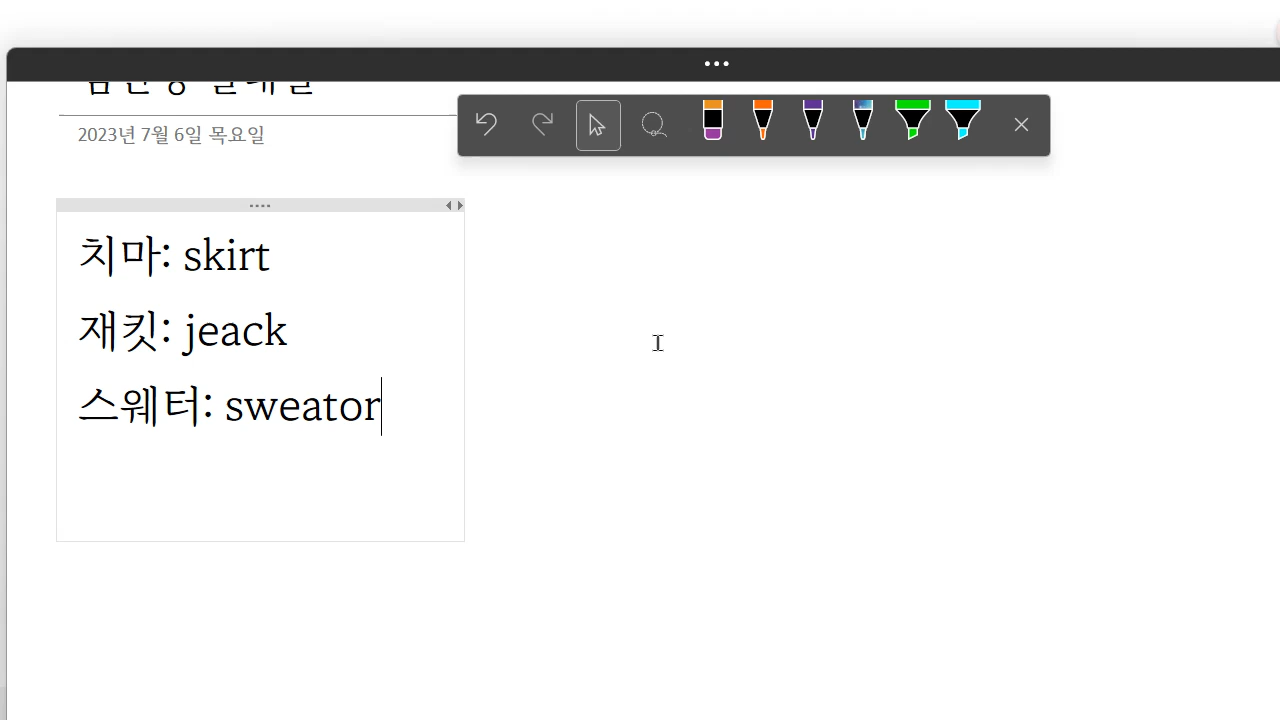 2023년 7월 6일 목요일
치마: skirt
재킷: jeack
스웨터: sweator